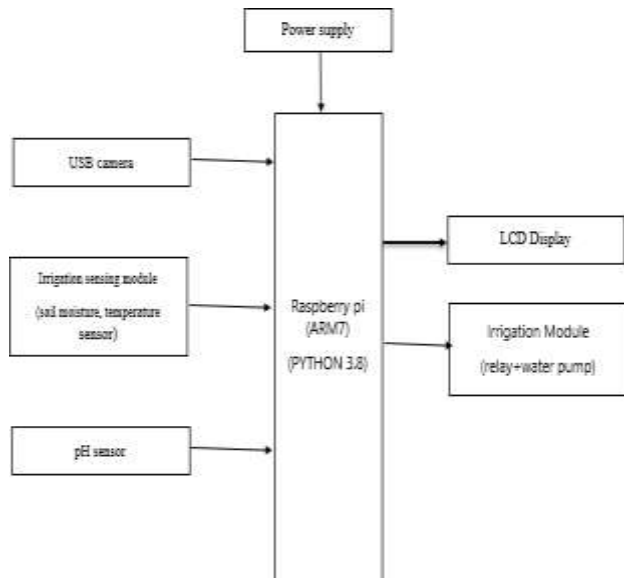 Power supply
USB camera
LCD Display
Irrigation sensing module
(soil moisture, temperature
sensor)
Raspberry pi
(ARM7)
(PYTHON 3.8)
Irrigation Module
(relay+water pump)
pH sensor